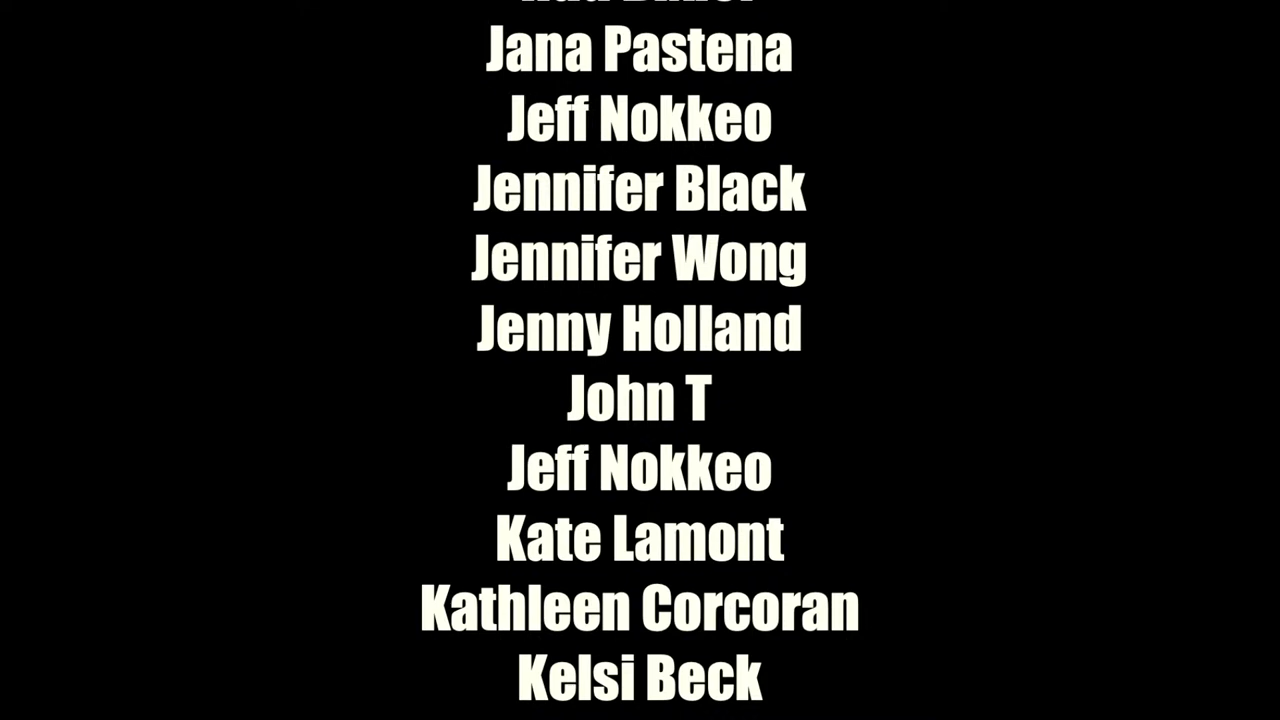 Jana Pastena
Jeff Nokkeo
Jennifer Black
Jennifer Wong
Jenny Holland
John T
Jeff Nokkeo
Kate Lamont
Kathleen Corcoran
Kelsi Beck